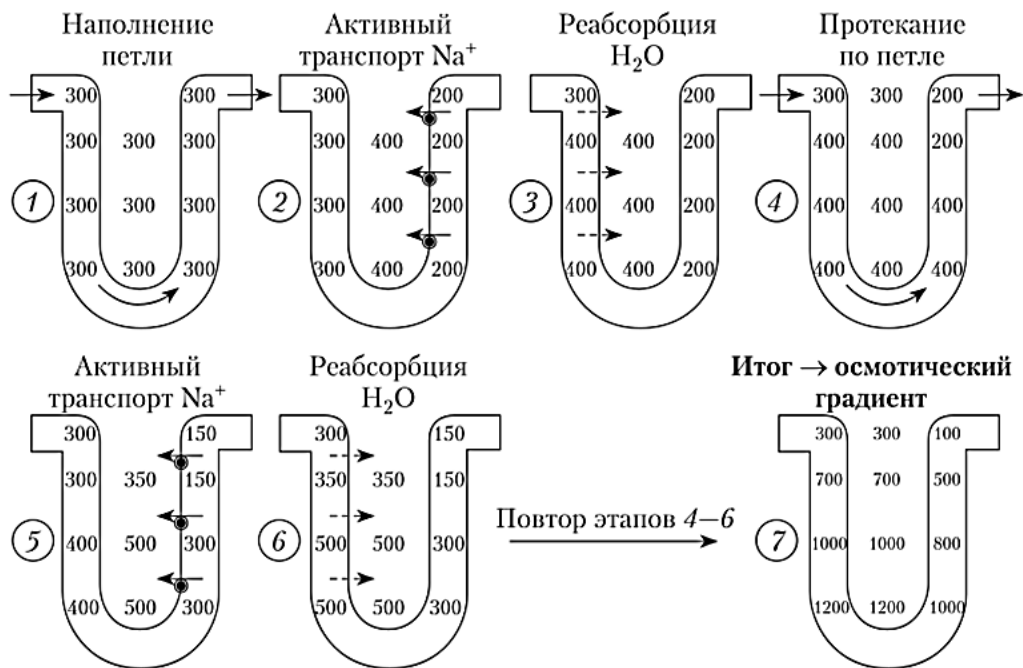 Наполнение
петли
300 300
300 300 300
300 300 300
300 300 300
1
Активный
транспорт Na⁺
300 200
300 400 200
300 400 200
300 400 200
2
Реабсорбция
H₂O
300 200
400 400 200
400 400 200
400 400 200
3
Протекание
по петле
300 300 200
400 400 200
400 400 400
400 400 400
4
Активный
транспорт Na⁺
300 150
300 350 150
400 500 300
400 500 300
5
Реабсорбция
H₂O
300 150
350 350 150
500 500 300
500 500 300
6
Повтор этапов 4–6
Итог → осмотический
градиент
300 300 100
700 700 500
1000 1000 800
1200 1200 1000
7